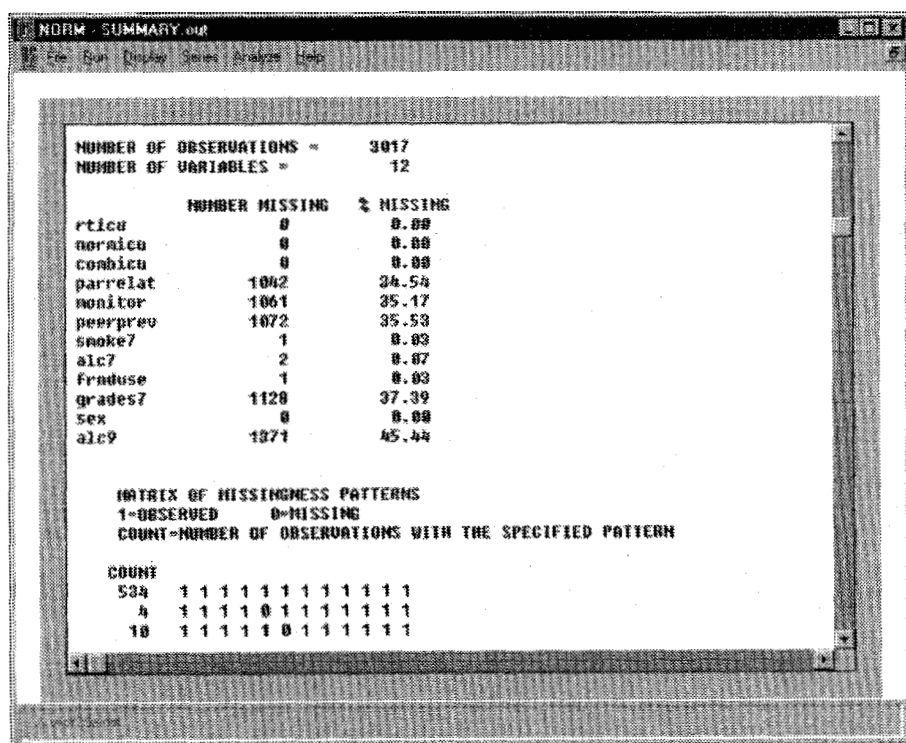 NORM - SUMMARY.out
File Run Display Series Analyze Help
NUMBER OF OBSERVATIONS = 3017
NUMBER OF VARIABLES = 12
NUMBER MISSING % MISSING
rticu 0 0.00
normicu 0 0.00
combicu 0 0.00
parrelat 1042 34.54
monitor 1061 35.17
peerprev 1072 35.53
smoke7 1 0.03
alc7 2 0.07
frnduse 1 0.03
grades7 1128 37.39
sex 0 0.00
alc9 1371 45.44
MATRIX OF MISSINGNESS PATTERNS
1=OBSERVED 0=MISSING
COUNT=NUMBER OF OBSERVATIONS WITH THE SPECIFIED PATTERN
COUNT
534 1 1 1 1 1 1 1 1 1 1 1 1
4 1 1 1 1 0 1 1 1 1 1 1 1
10 1 1 1 1 1 0 1 1 1 1 1 1